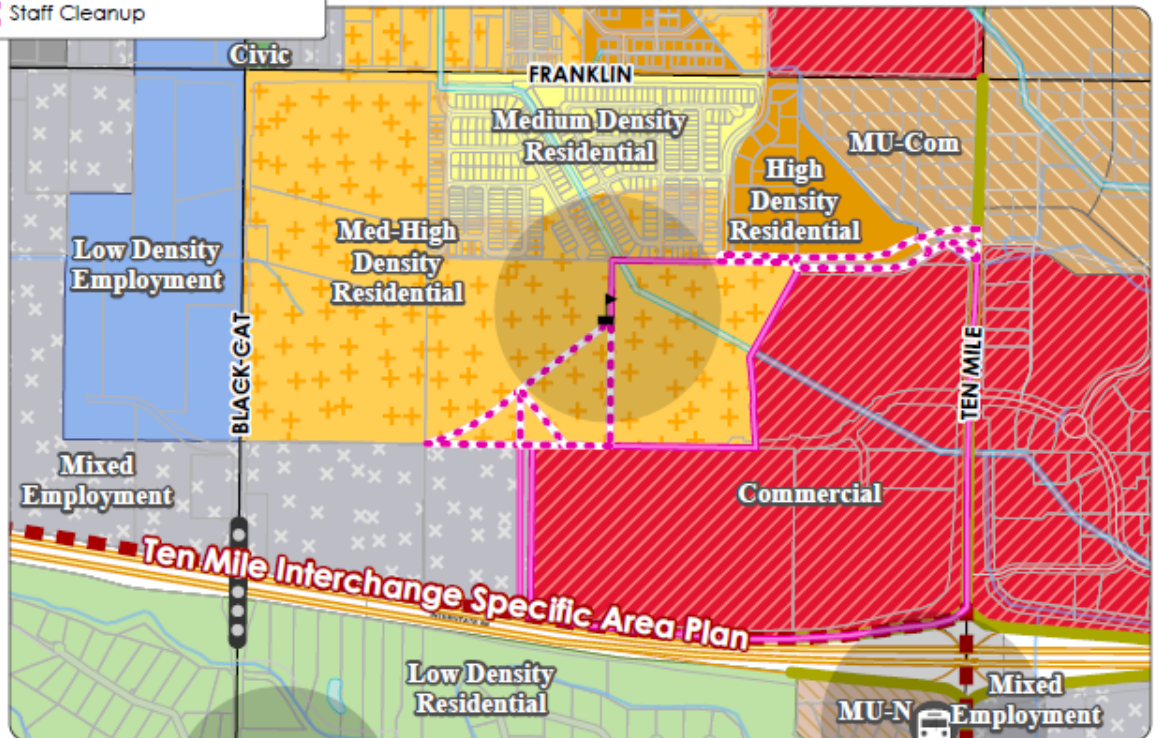 Staff Cleanup
Civic
FRANKLIN
Medium Density
Residential
MU-Com
High
Density
Residential
Low Density
Employment
Med-High
Density
Residential
BLACK CAT
TEN MILE
Mixed
Employment
Commercial
Ten Mile Interchange Specific Area Plan
Low Density
Residential
MU-N
Mixed
Employment